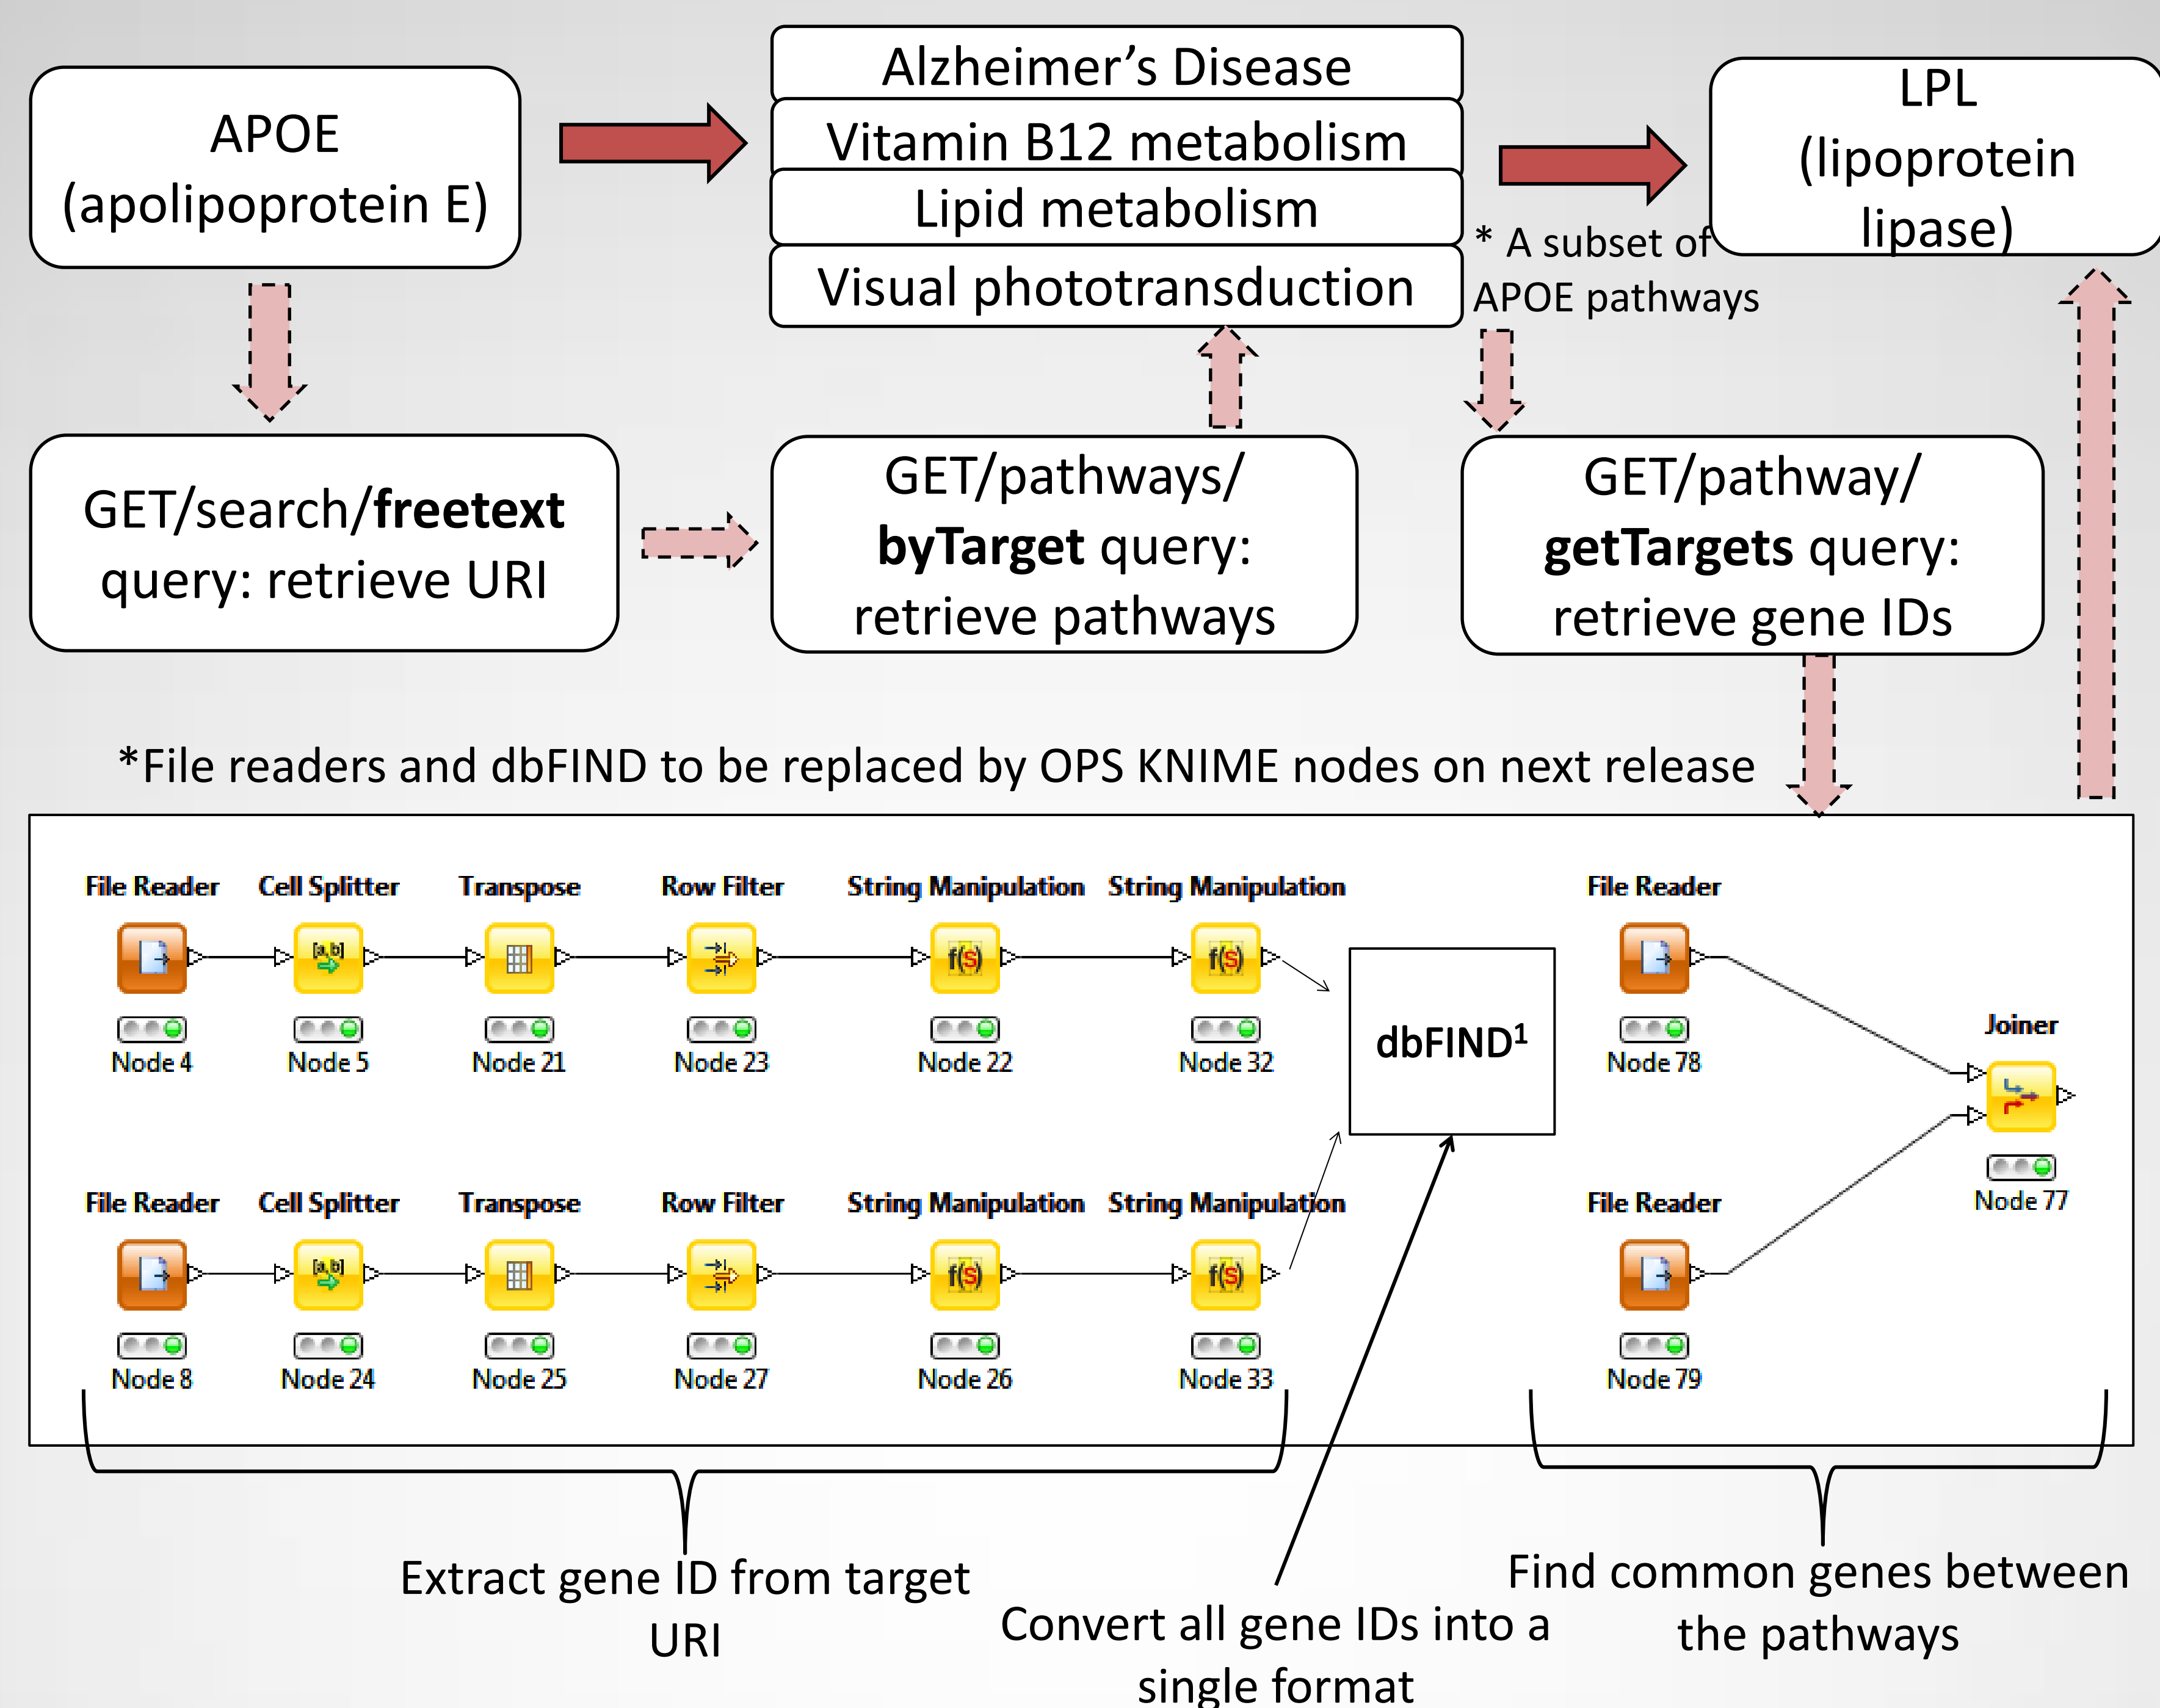 APOE
(apolipoprotein E)
Alzheimer’s Disease
Vitamin B12 metabolism
Lipid metabolism
Visual phototransduction
LPL
(lipoprotein
lipase)
* A subset of
APOE pathways
GET/search/freetext
query: retrieve URI
GET/pathways/
byTarget query:
retrieve pathways
GET/pathway/
getTargets query:
retrieve gene IDs
*File readers and dbFIND to be replaced by OPS KNIME nodes on next release
File Reader Cell Splitter Transpose Row Filter String Manipulation String Manipulation File Reader
[a,b] f(S) f(S)
Node 4 Node 5 Node 21 Node 23 Node 22 Node 32 Node 78
dbFIND¹
Joiner
Node 77
File Reader Cell Splitter Transpose Row Filter String Manipulation String Manipulation File Reader
[a,b] f(S) f(S)
Node 8 Node 24 Node 25 Node 27 Node 26 Node 33 Node 79
Extract gene ID from target
URI
Convert all gene IDs into a
single format
Find common genes between
the pathways